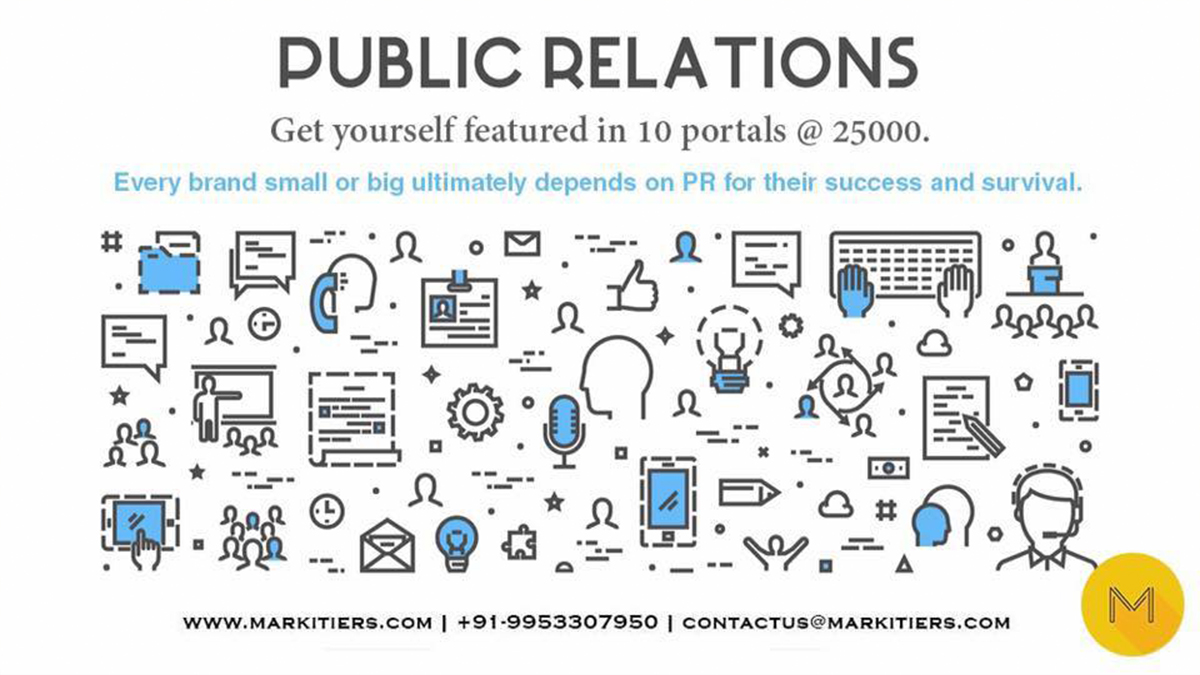 PUBLIC RELATIONS
Get yourself featured in 10 portals @ 25000.
Every brand small or big ultimately depends on PR for their success and survival.
WWW.MARKITIERS.COM | +91-9953307950 | CONTACTUS@MARKITIERS.COM
M